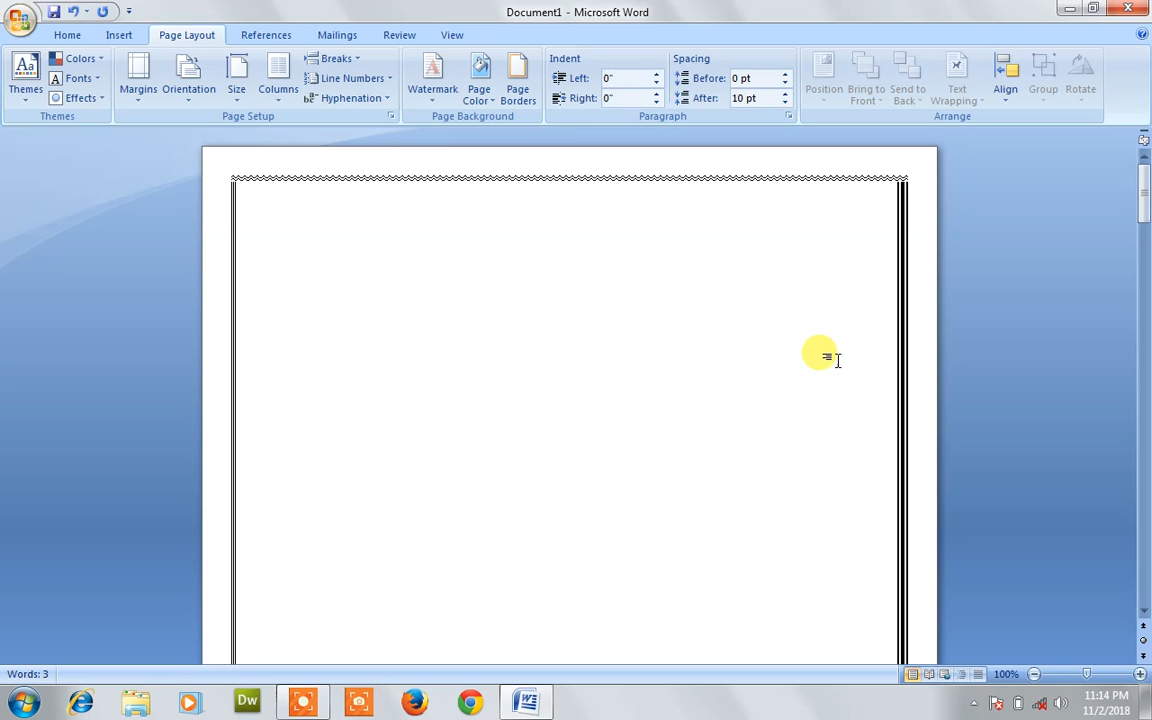 Document1 - Microsoft Word
Home Insert Page Layout References Mailings Review View
Themes
Colors
Fonts
Effects
Themes
Margins
Orientation
Size
Columns
Breaks
Line Numbers
Hyphenation
Page Setup
Watermark
Page Color
Page Borders
Page Background
Indent
Left: 0"
Right: 0"
Spacing
Before: 0 pt
After: 10 pt
Paragraph
Position
Bring to Front
Send to Back
Text Wrapping
Align
Group
Rotate
Arrange
Words: 3
100%
Dw
11:14 PM
11/2/2018